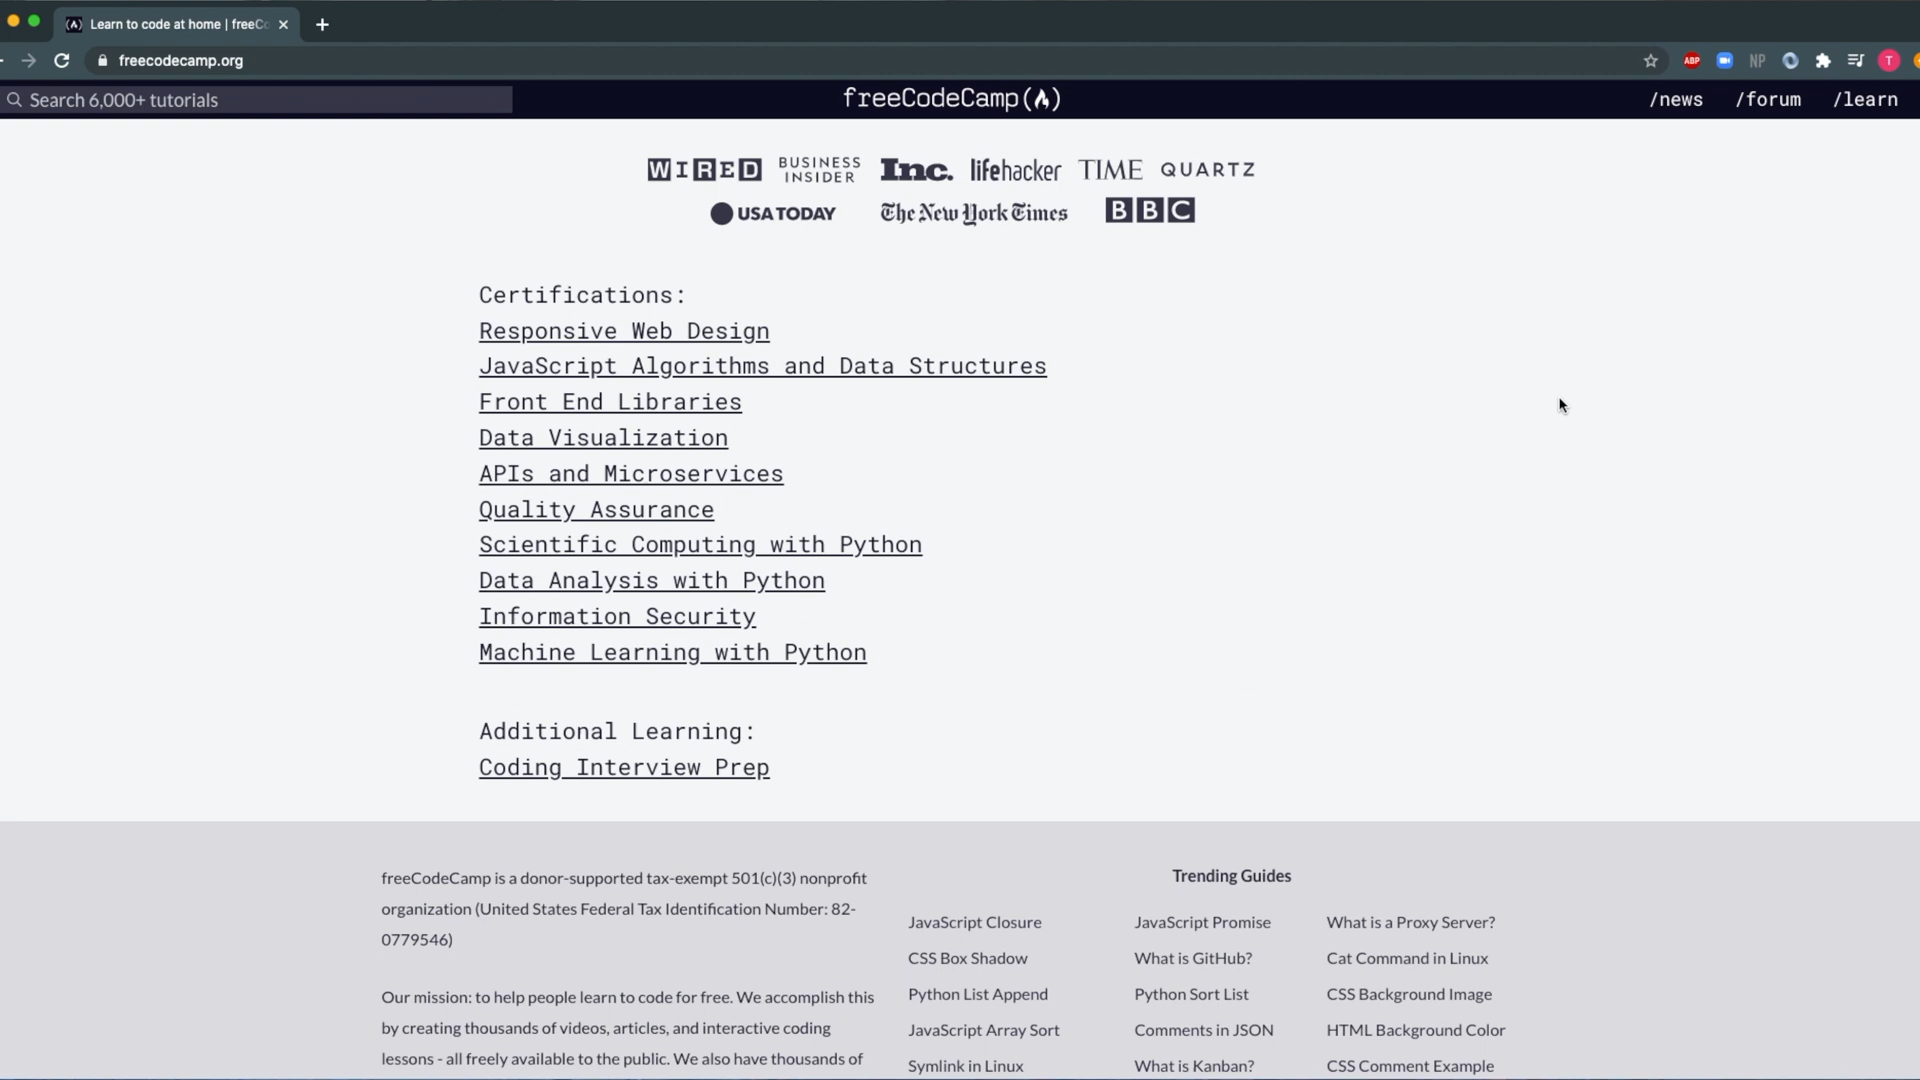 Learn to code at home | freeCo
freecodecamp.org
ABP
NP
T
Search 6,000+ tutorials
freeCodeCamp
/news /forum /learn
WIRED BUSINESS INSIDER Inc. lifehacker TIME QUARTZ
USA TODAY The New York Times BBC
Certifications:
Responsive Web Design
JavaScript Algorithms and Data Structures
Front End Libraries
Data Visualization
APIs and Microservices
Quality Assurance
Scientific Computing with Python
Data Analysis with Python
Information Security
Machine Learning with Python
Additional Learning:
Coding Interview Prep
freeCodeCamp is a donor-supported tax-exempt 501(c)(3) nonprofit
organization (United States Federal Tax Identification Number: 82-
0779546)
Our mission: to help people learn to code for free. We accomplish this
by creating thousands of videos, articles, and interactive coding
lessons - all freely available to the public. We also have thousands of
Trending Guides
JavaScript Closure JavaScript Promise What is a Proxy Server?
CSS Box Shadow What is GitHub? Cat Command in Linux
Python List Append Python Sort List CSS Background Image
JavaScript Array Sort Comments in JSON HTML Background Color
Symlink in Linux What is Kanban? CSS Comment Example